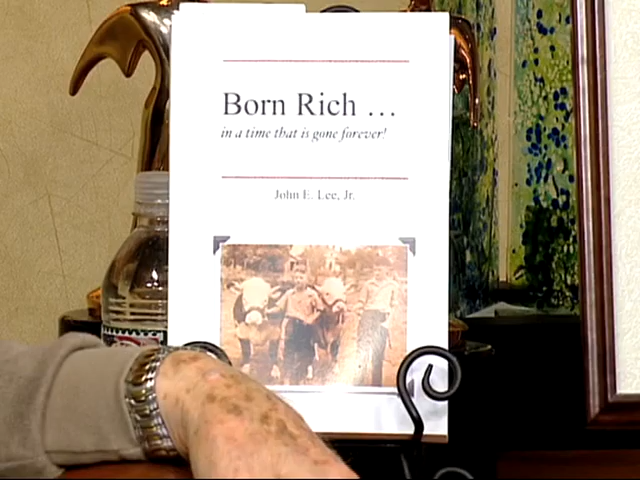 Born Rich ...
in a time that is gone forever!
John E. Lee, Jr.